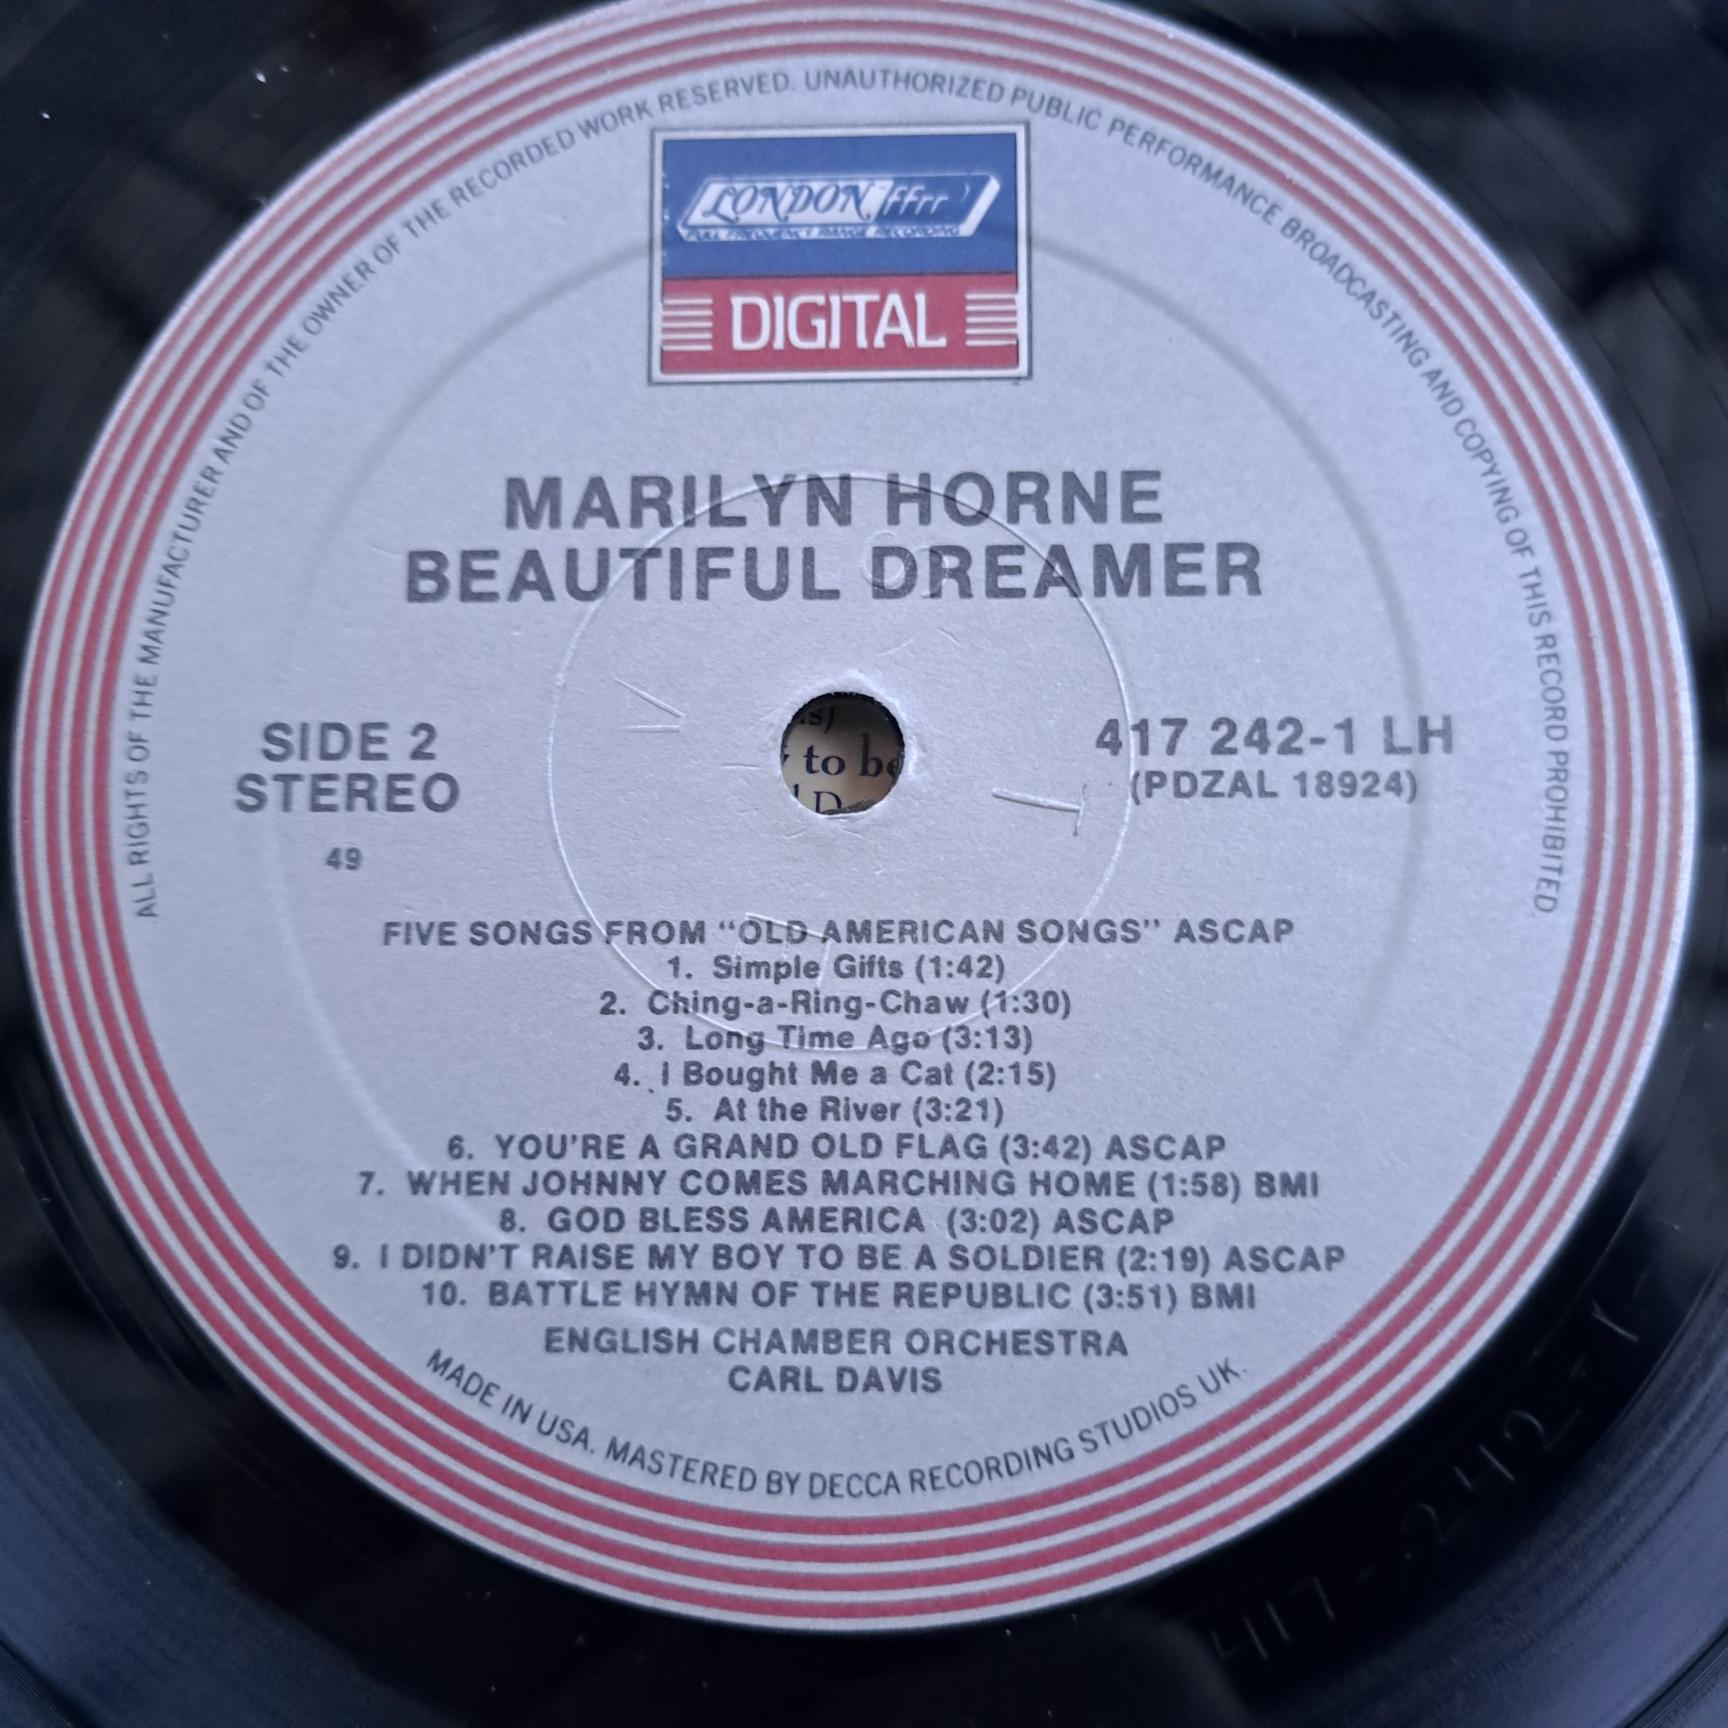 ALL RIGHTS OF THE MANUFACTURER AND OF THE OWNER OF THE RECORDED WORK RESERVED. UNAUTHORIZED PUBLIC PERFORMANCE BROADCASTING AND COPYING OF THIS RECORD PROHIBITED.
LONDON ffrr
FULL FREQUENCY RANGE RECORDING
DIGITAL
MARILYN HORNE
BEAUTIFUL DREAMER
SIDE 2
STEREO
49
417 242-1 LH
(PDZAL 18924)
to be
FIVE SONGS FROM "OLD AMERICAN SONGS" ASCAP
1. Simple Gifts (1:42)
2. Ching-a-Ring-Chaw (1:30)
3. Long Time Ago (3:13)
4. I Bought Me a Cat (2:15)
5. At the River (3:21)
6. YOU'RE A GRAND OLD FLAG (3:42) ASCAP
7. WHEN JOHNNY COMES MARCHING HOME (1:58) BMI
8. GOD BLESS AMERICA (3:02) ASCAP
9. I DIDN'T RAISE MY BOY TO BE A SOLDIER (2:19) ASCAP
10. BATTLE HYMN OF THE REPUBLIC (3:51) BMI
ENGLISH CHAMBER ORCHESTRA
CARL DAVIS
MADE IN USA. MASTERED BY DECCA RECORDING STUDIOS UK.